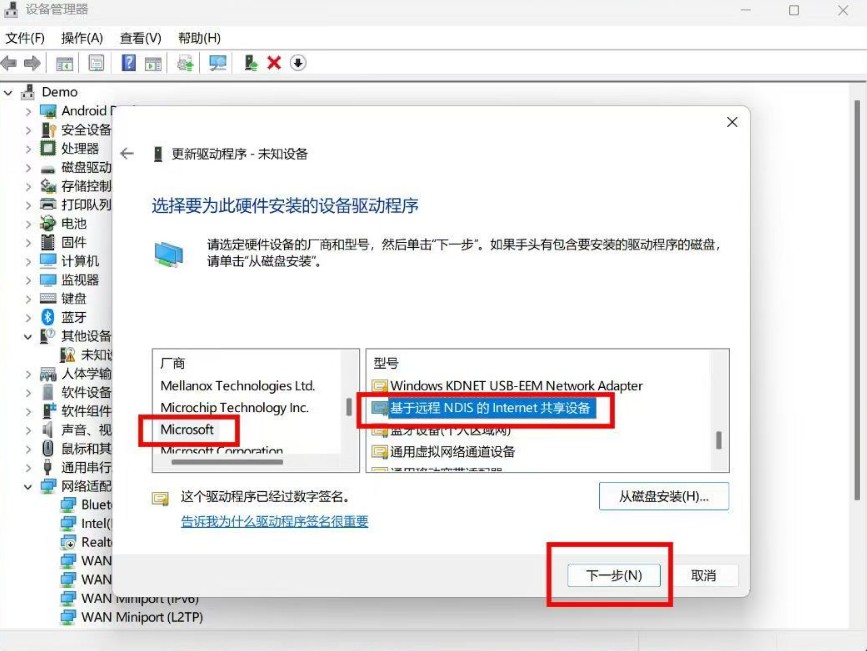 设备管理器
文件(F) 操作(A) 查看(V) 帮助(H)
Demo
Android
安全设备
处理器
磁盘驱动
存储控制
打印队列
电池
固件
计算机
监视器
键盘
蓝牙
其他设备
未知
人体学输
软件设备
软件组件
声音、视
鼠标和其
通用串行
网络适配
Bluet
Intel(
Realt
WAN
WAN
WAN Miniport (IPv6)
WAN Miniport (L2TP)
更新驱动程序 - 未知设备
选择要为此硬件安装的设备驱动程序
请选定硬件设备的厂商和型号，然后单击“下一步”。如果手头有包含要安装的驱动程序的磁盘，
请单击“从磁盘安装”。
厂商
Mellanox Technologies Ltd.
Microchip Technology Inc.
Microsoft
Microsoft Corporation
型号
Windows KDNET USB-EEM Network Adapter
基于远程 NDIS 的 Internet 共享设备
蓝牙设备(个人区域网)
通用虚拟网络通道设备
通用移动宽带适配器
这个驱动程序已经过数字签名。
告诉我为什么驱动程序签名很重要
从磁盘安装(H)...
下一步(N)
取消